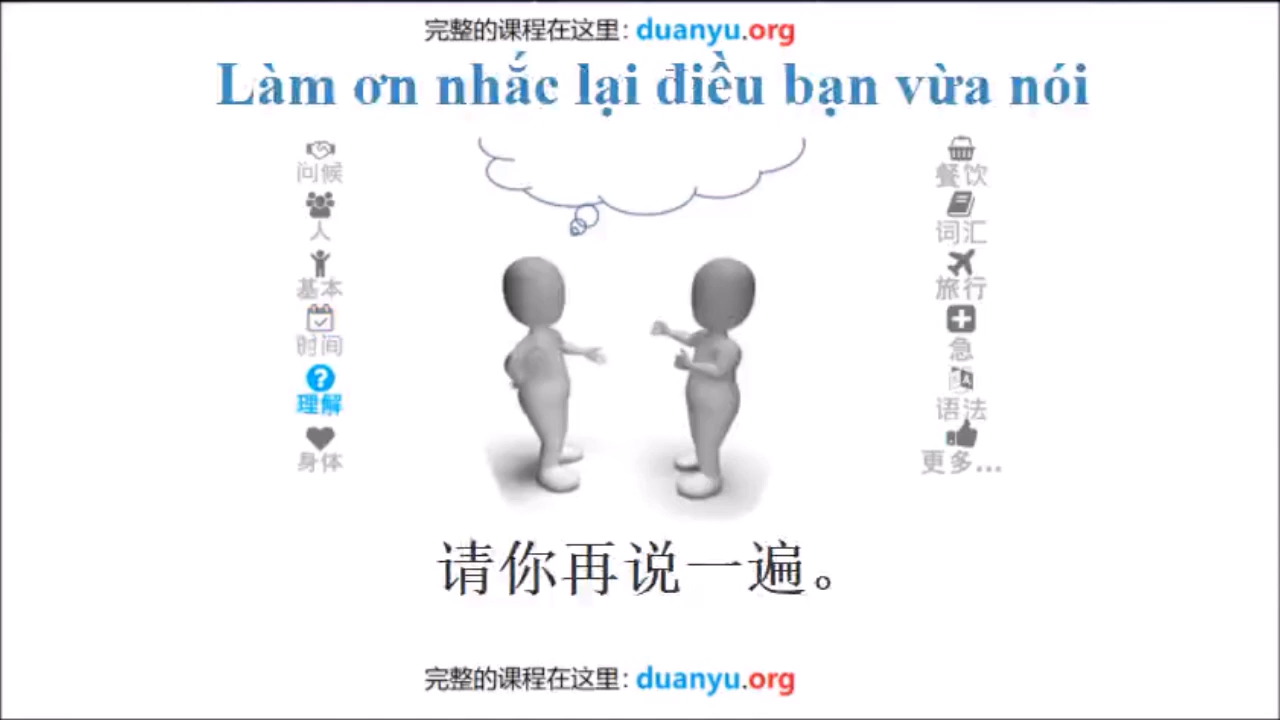 完整的课程在这里：duanyu.org
Làm ơn nhắc lại điều bạn vừa nói
问候
人
基本
时间
理解
身体
餐饮
词汇
旅行
急
语法
更多...
请你再说一遍。
完整的课程在这里：duanyu.org